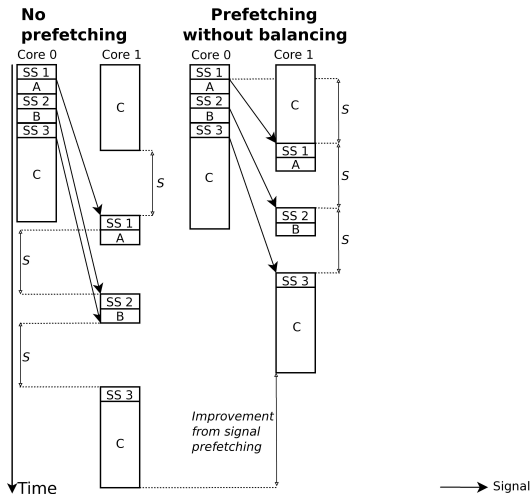 No
prefetching
Prefetching
without balancing
Core 0
Core 1
Core 0
Core 1
SS 1
A
SS 2
B
SS 3
C
C
S
SS 1
A
S
SS 2
B
S
SS 3
C
SS 1
A
SS 2
B
SS 3
C
C
S
SS 1
A
S
SS 2
B
S
SS 3
C
Improvement
from signal
prefetching
Time
Signal